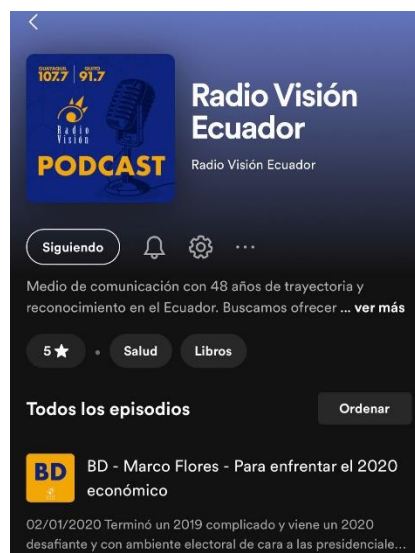 GUAYAQUIL QUITO
107.7 91.7
Radio
Visión
PODCAST
Radio Visión
Ecuador
Radio Visión Ecuador
Siguiendo
Medio de comunicación con 48 años de trayectoria y
reconocimiento en el Ecuador. Buscamos ofrecer ... ver más
5
Salud
Libros
Todos los episodios
Ordenar
BD
BD - Marco Flores - Para enfrentar el 2020
económico
02/01/2020 Terminó un 2019 complicado y viene un 2020
desafiante y con ambiente electoral de cara a las presidenciale...